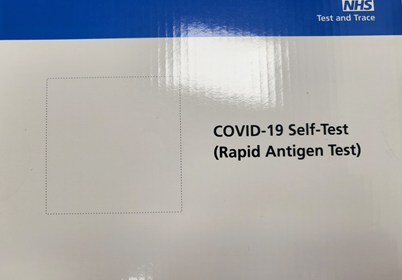 NHS
Test and Trace
COVID-19 Self-Test
(Rapid Antigen Test)